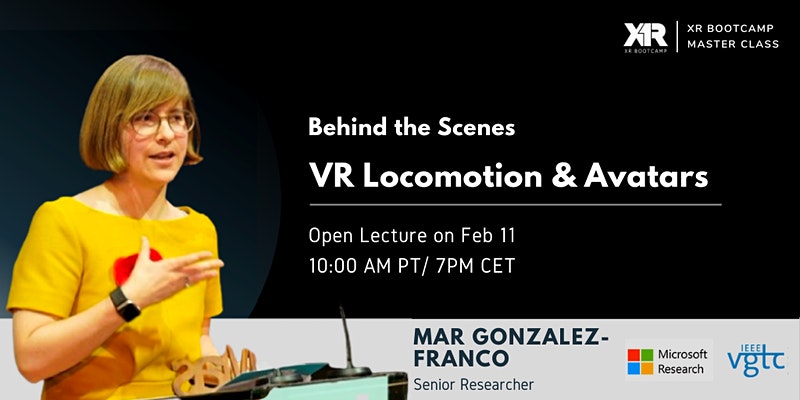 XR
XR BOOTCAMP
XR BOOTCAMP
MASTER CLASS
Behind the Scenes
VR Locomotion & Avatars
Open Lecture on Feb 11
10:00 AM PT/ 7PM CET
MAR GONZALEZ-
FRANCO
Senior Researcher
Microsoft
Research
IEEE
vgtc